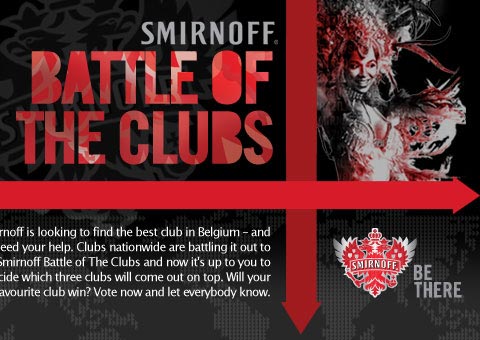 SMIRNOFF
BATTLE OF
THE CLUBS
rnoff is looking to find the best club in Belgium – and
eed your help. Clubs nationwide are battling it out to
Smirnoff Battle of The Clubs and now it's up to you to
cide which three clubs will come out on top. Will your
avourite club win? Vote now and let everybody know.
SMIRNOFF
BE
THERE